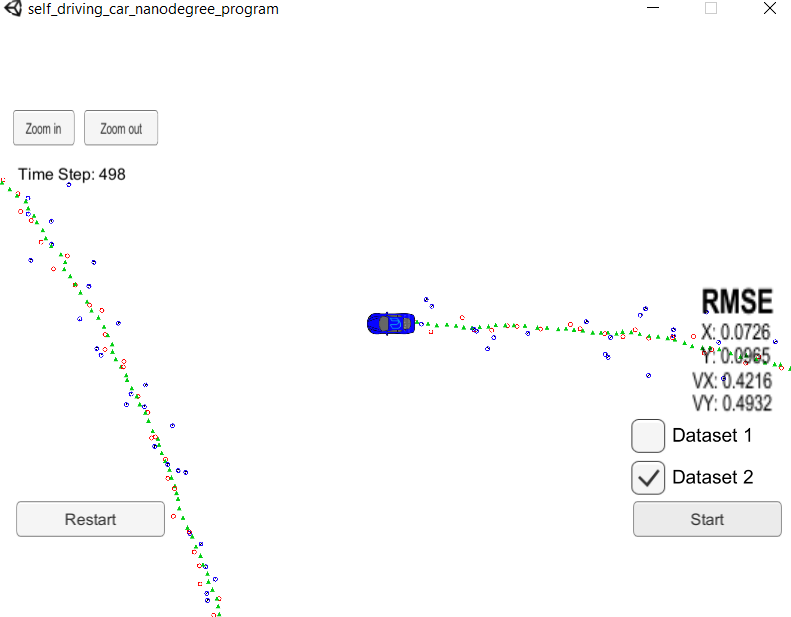 self_driving_car_nanodegree_program
Zoom in
Zoom out
Time Step: 498
RMSE
X: 0.0726
Y: 0.0965
VX: 0.4216
VY: 0.4932
Dataset 1
Dataset 2
Restart
Start